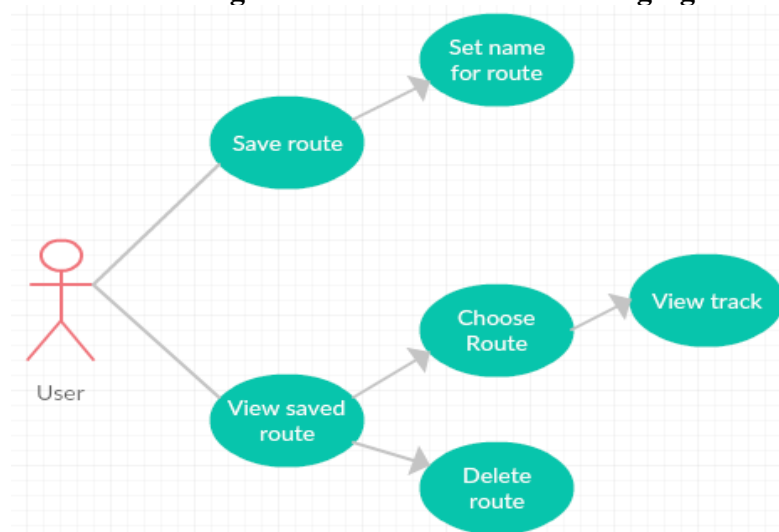 Set name
for route
Save route
Choose
Route
View track
User
View saved
route
Delete
route